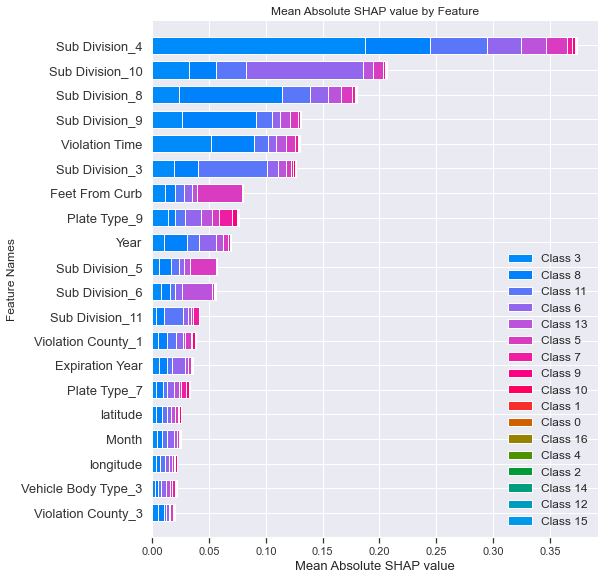 Mean Absolute SHAP value by Feature
Feature Names
Sub Division_4
Sub Division_10
Sub Division_8
Sub Division_9
Violation Time
Sub Division_3
Feet From Curb
Plate Type_9
Year
Sub Division_5
Sub Division_6
Sub Division_11
Violation County_1
Expiration Year
Plate Type_7
latitude
Month
longitude
Vehicle Body Type_3
Violation County_3
Class 3
Class 8
Class 11
Class 6
Class 13
Class 5
Class 7
Class 9
Class 10
Class 1
Class 0
Class 16
Class 4
Class 2
Class 14
Class 12
Class 15
0.00 0.05 0.10 0.15 0.20 0.25 0.30 0.35
Mean Absolute SHAP value